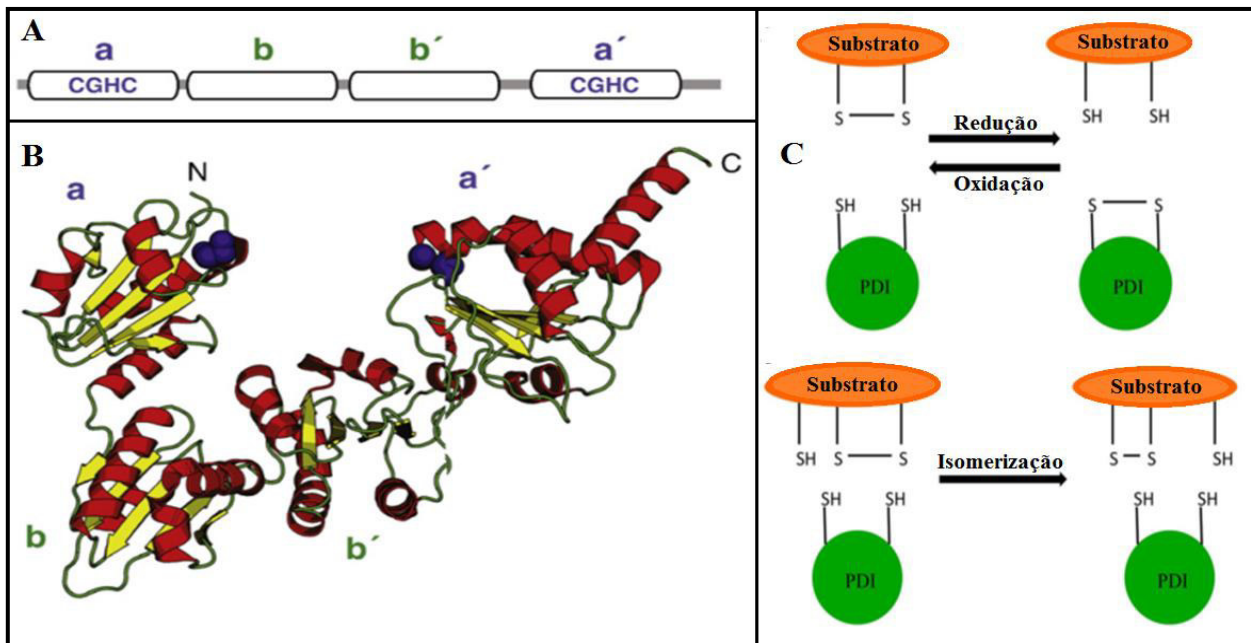 A
a b b´ a´
CGHC CGHC
B
a N a´ C
b b´
C
Substrato Substrato
S S SH SH
Redução
Oxidação
SH SH S S
PDI PDI
Substrato Substrato
SH S S S S SH
Isomerização
SH SH SH SH
PDI PDI